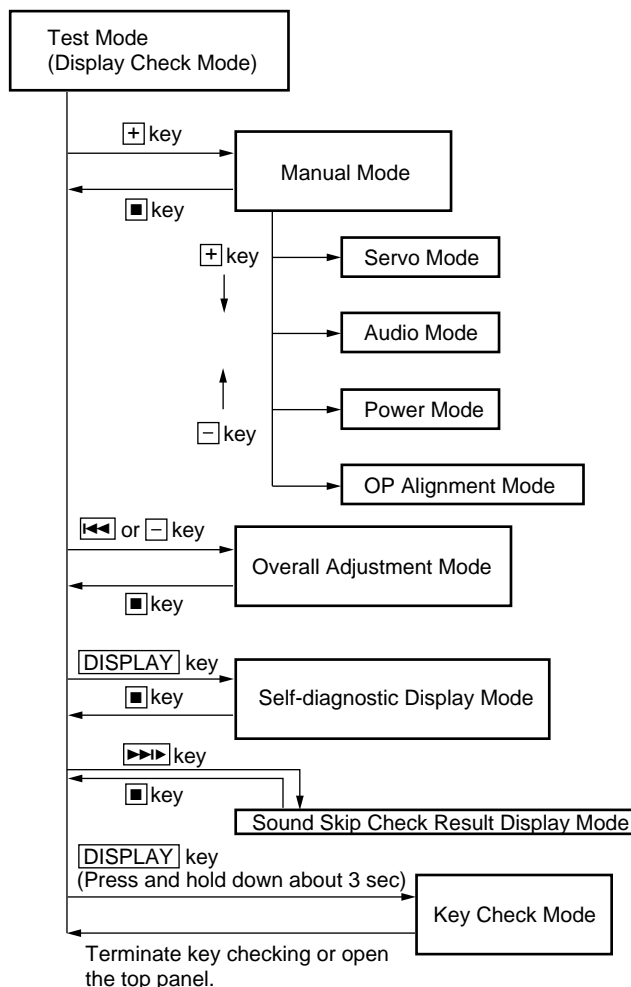 Test Mode
(Display Check Mode)
+ key
Manual Mode
■ key
+ key
Servo Mode
Audio Mode
Power Mode
− key
OP Alignment Mode
⏮ or − key
Overall Adjustment Mode
■ key
DISPLAY key
Self-diagnostic Display Mode
■ key
▶▶I▶ key
■ key
Sound Skip Check Result Display Mode
DISPLAY key
(Press and hold down about 3 sec)
Key Check Mode
Terminate key checking or open
the top panel.